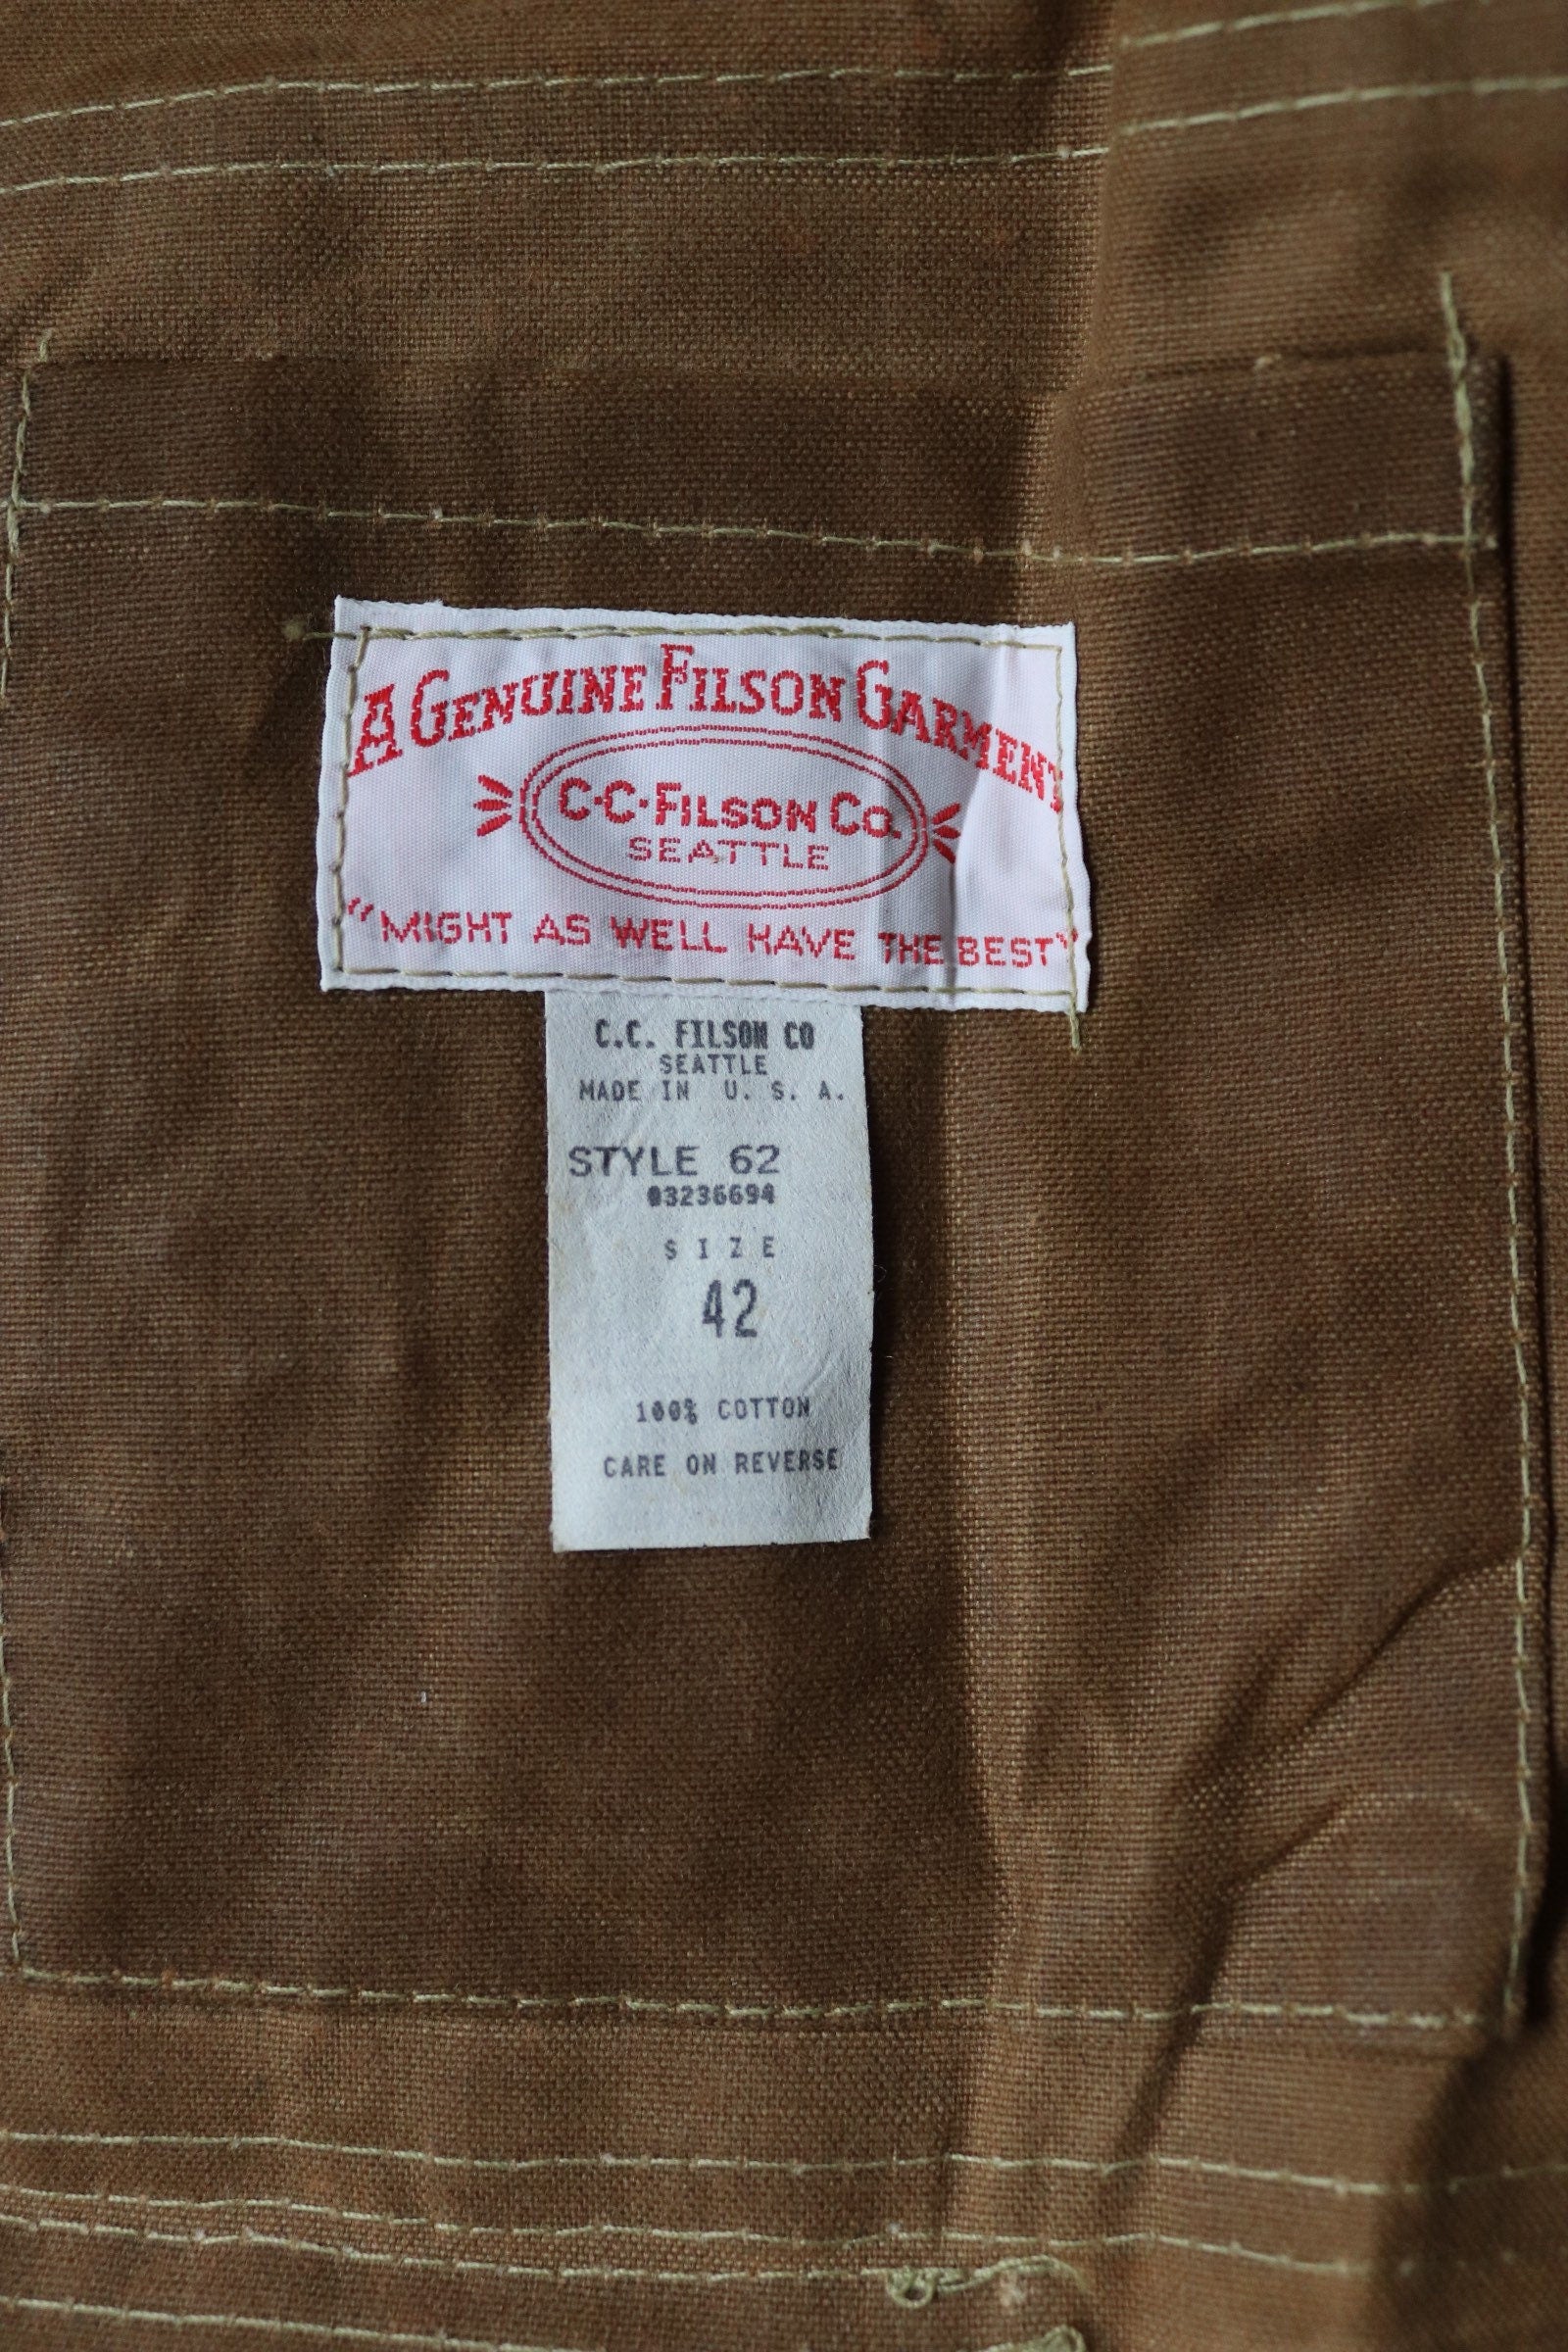 A GENUINE FILSON GARMENT
C·C·FILSON CO.
SEATTLE
"MIGHT AS WELL HAVE THE BEST"
C.C. FILSON CO
SEATTLE
MADE IN U. S. A.
STYLE 62
03236694
SIZE
42
100% COTTON
CARE ON REVERSE